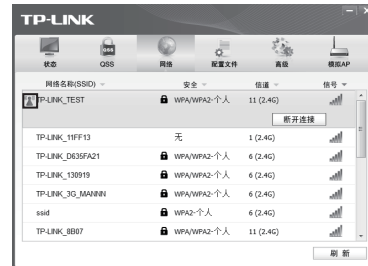 TP-LINK
状态 QSS 网络 配置文件 高级 模拟AP
网络名称(SSID) 安全 信道 信号
TP-LINK_TEST WPA/WPA2-个人 11 (2.4G)
断开连接
TP-LINK_11FF13 无 1 (2.4G)
TP-LINK_D635FA21 WPA/WPA2-个人 6 (2.4G)
TP-LINK_130919 WPA/WPA2-个人 6 (2.4G)
TP-LINK_3G_MANNN WPA/WPA2-个人 6 (2.4G)
ssid WPA2-个人 6 (2.4G)
TP-LINK_8B07 WPA/WPA2-个人 11 (2.4G)
刷 新